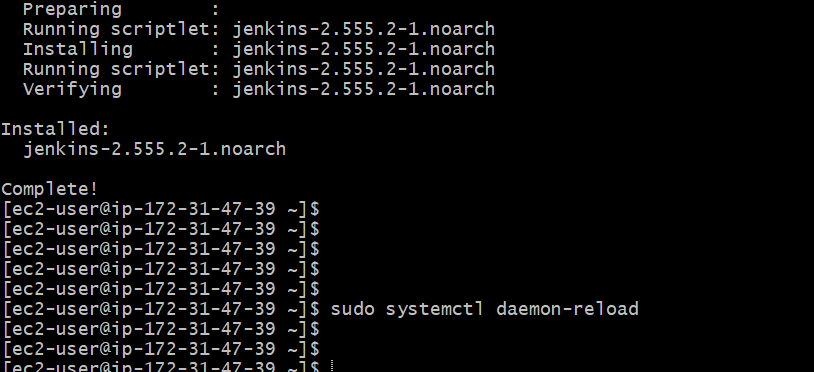 Preparing        :
Running scriptlet: jenkins-2.555.2-1.noarch
Installing       : jenkins-2.555.2-1.noarch
Running scriptlet: jenkins-2.555.2-1.noarch
Verifying        : jenkins-2.555.2-1.noarch
Installed:
jenkins-2.555.2-1.noarch
Complete!
[ec2-user@ip-172-31-47-39 ~]$
[ec2-user@ip-172-31-47-39 ~]$
[ec2-user@ip-172-31-47-39 ~]$
[ec2-user@ip-172-31-47-39 ~]$
[ec2-user@ip-172-31-47-39 ~]$
[ec2-user@ip-172-31-47-39 ~]$ sudo systemctl daemon-reload
[ec2-user@ip-172-31-47-39 ~]$
[ec2-user@ip-172-31-47-39 ~]$
[ec2-user@ip-172-31-47-39 ~]$